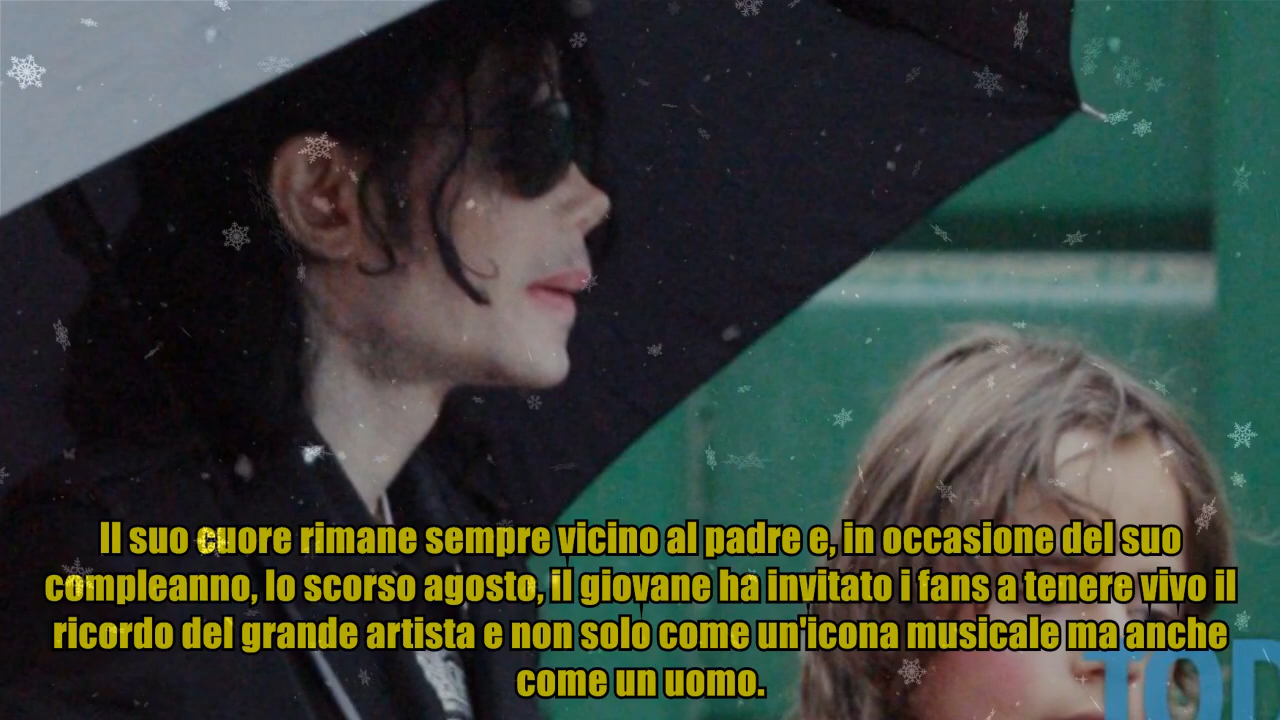 Il suo cuore rimane sempre vicino al padre e, in occasione del suo
compleanno, lo scorso agosto, il giovane ha invitato i fans a tenere vivo il
ricordo del grande artista e non solo come un'icona musicale ma anche
come un uomo.